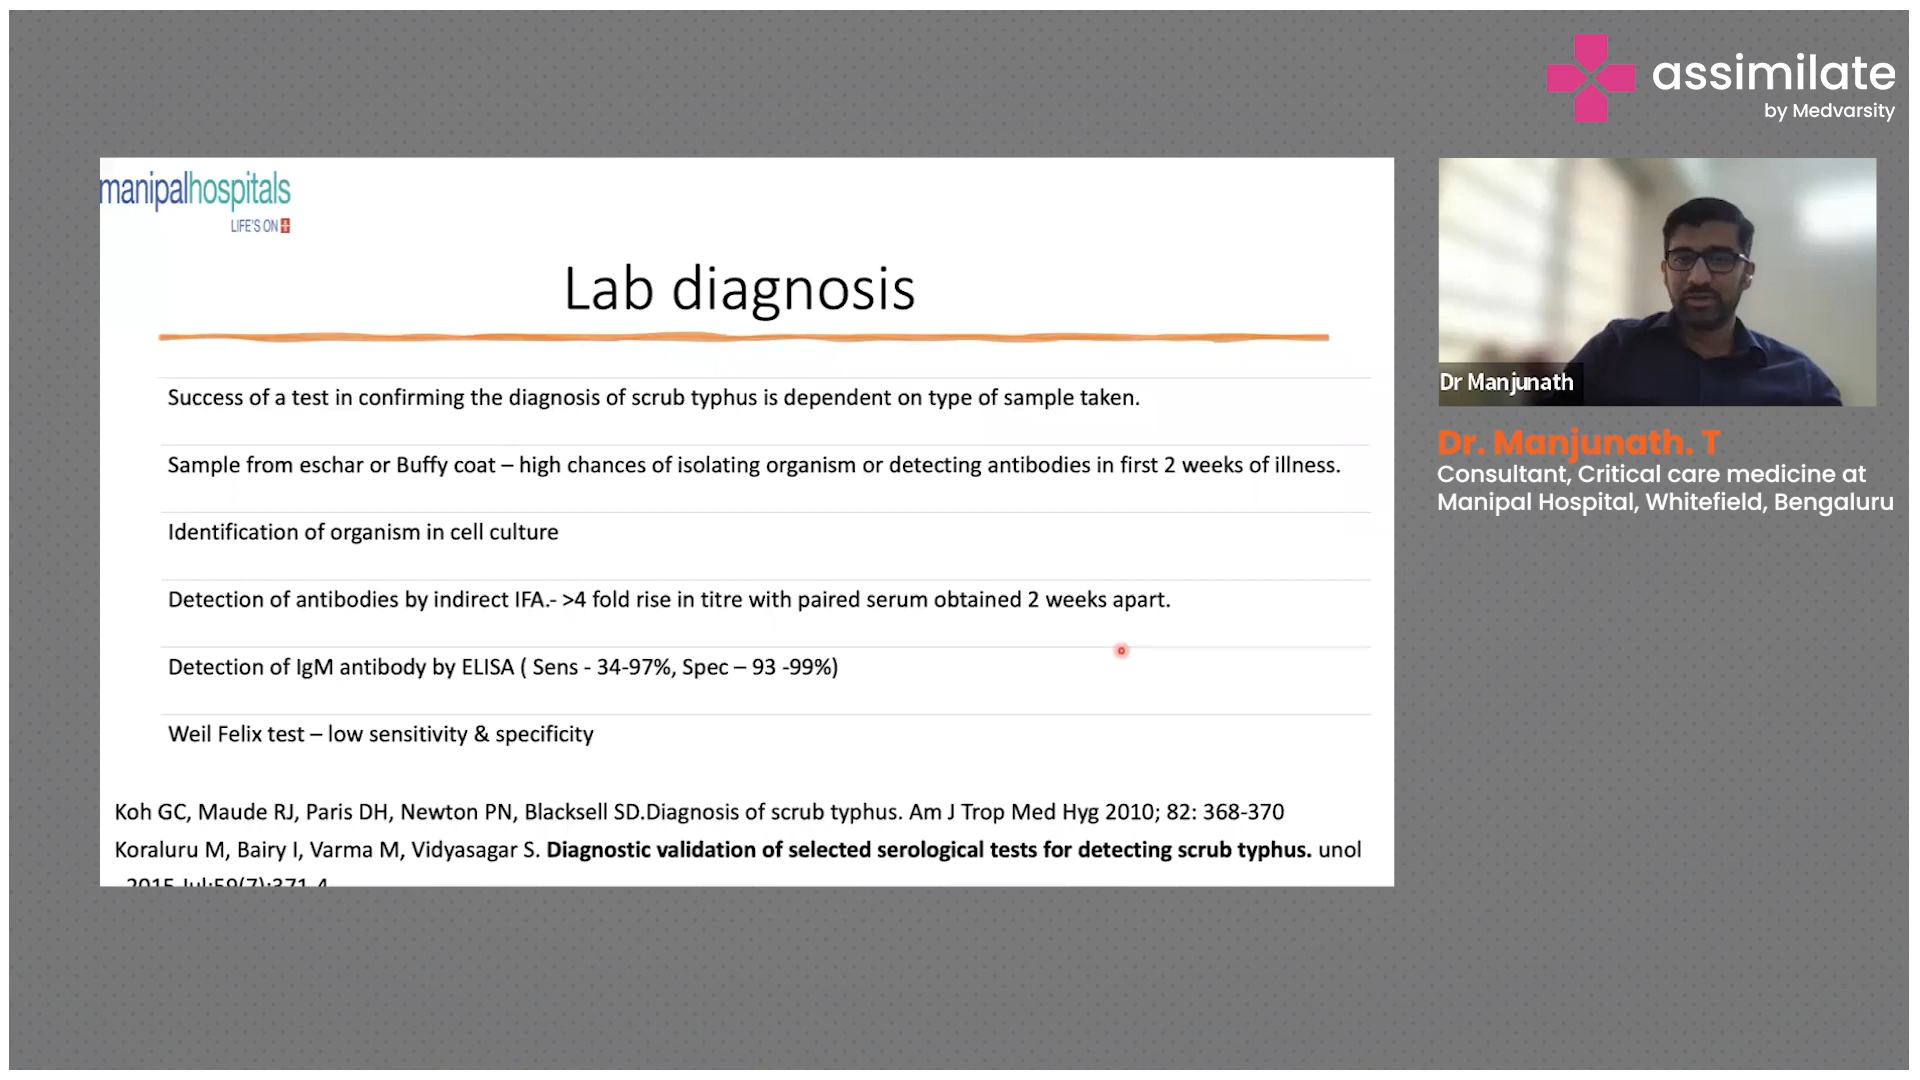 assimilate
by Medvarsity
manipalhospitals
LIFE'S ON
Lab diagnosis
Success of a test in confirming the diagnosis of scrub typhus is dependent on type of sample taken.
Sample from eschar or Buffy coat – high chances of isolating organism or detecting antibodies in first 2 weeks of illness.
Identification of organism in cell culture
Detection of antibodies by indirect IFA.- >4 fold rise in titre with paired serum obtained 2 weeks apart.
Detection of IgM antibody by ELISA ( Sens - 34-97%, Spec – 93 -99%)
Weil Felix test – low sensitivity & specificity
Koh GC, Maude RJ, Paris DH, Newton PN, Blacksell SD.Diagnosis of scrub typhus. Am J Trop Med Hyg 2010; 82: 368-370
Koraluru M, Bairy I, Varma M, Vidyasagar S. Diagnostic validation of selected serological tests for detecting scrub typhus. unol
2015 Jul;59(7):371-4
Dr Manjunath
Dr. Manjunath. T
Consultant, Critical care medicine at
Manipal Hospital, Whitefield, Bengaluru